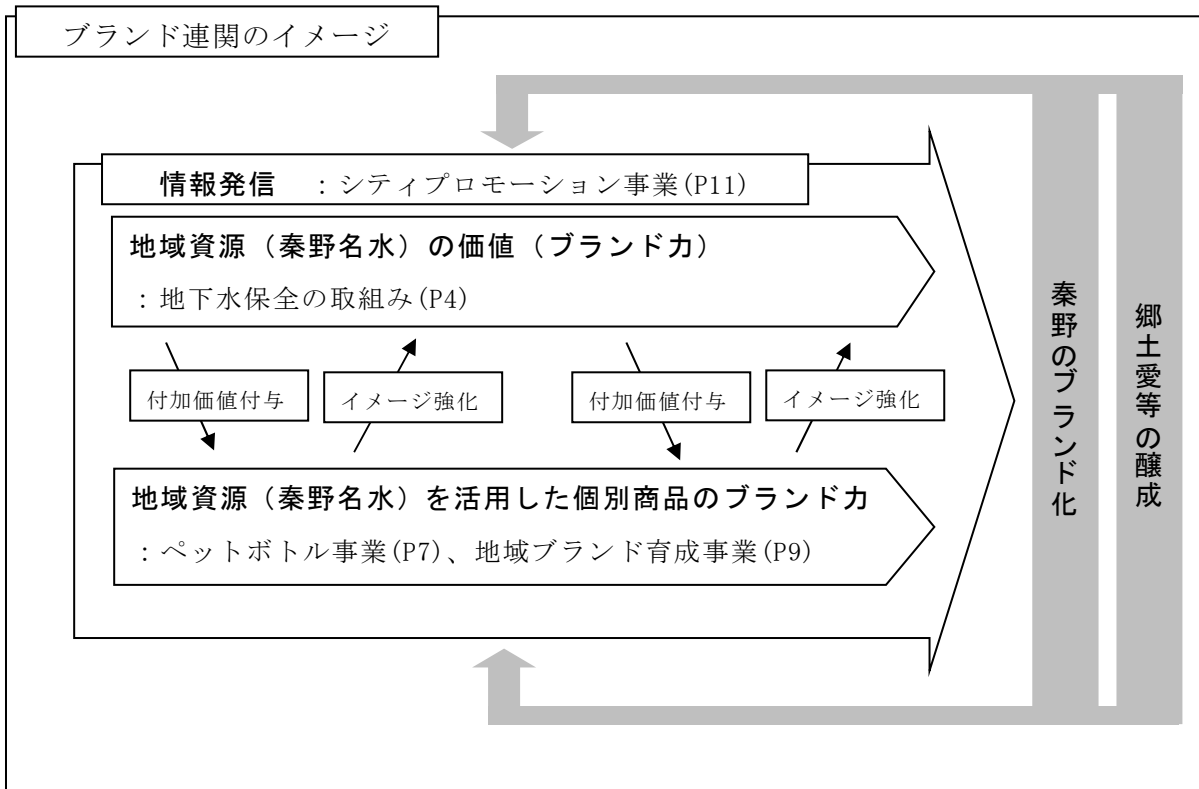 ブランド連関のイメージ
情報発信 :シティプロモーション事業(P11)
地域資源(秦野名水)の価値(ブランド力)
:地下水保全の取組み(P4)
付加価値付与
イメージ強化
付加価値付与
イメージ強化
地域資源(秦野名水)を活用した個別商品のブランド力
:ペットボトル事業(P7)、地域ブランド育成事業(P9)
秦野のブランド化
郷土愛等の醸成